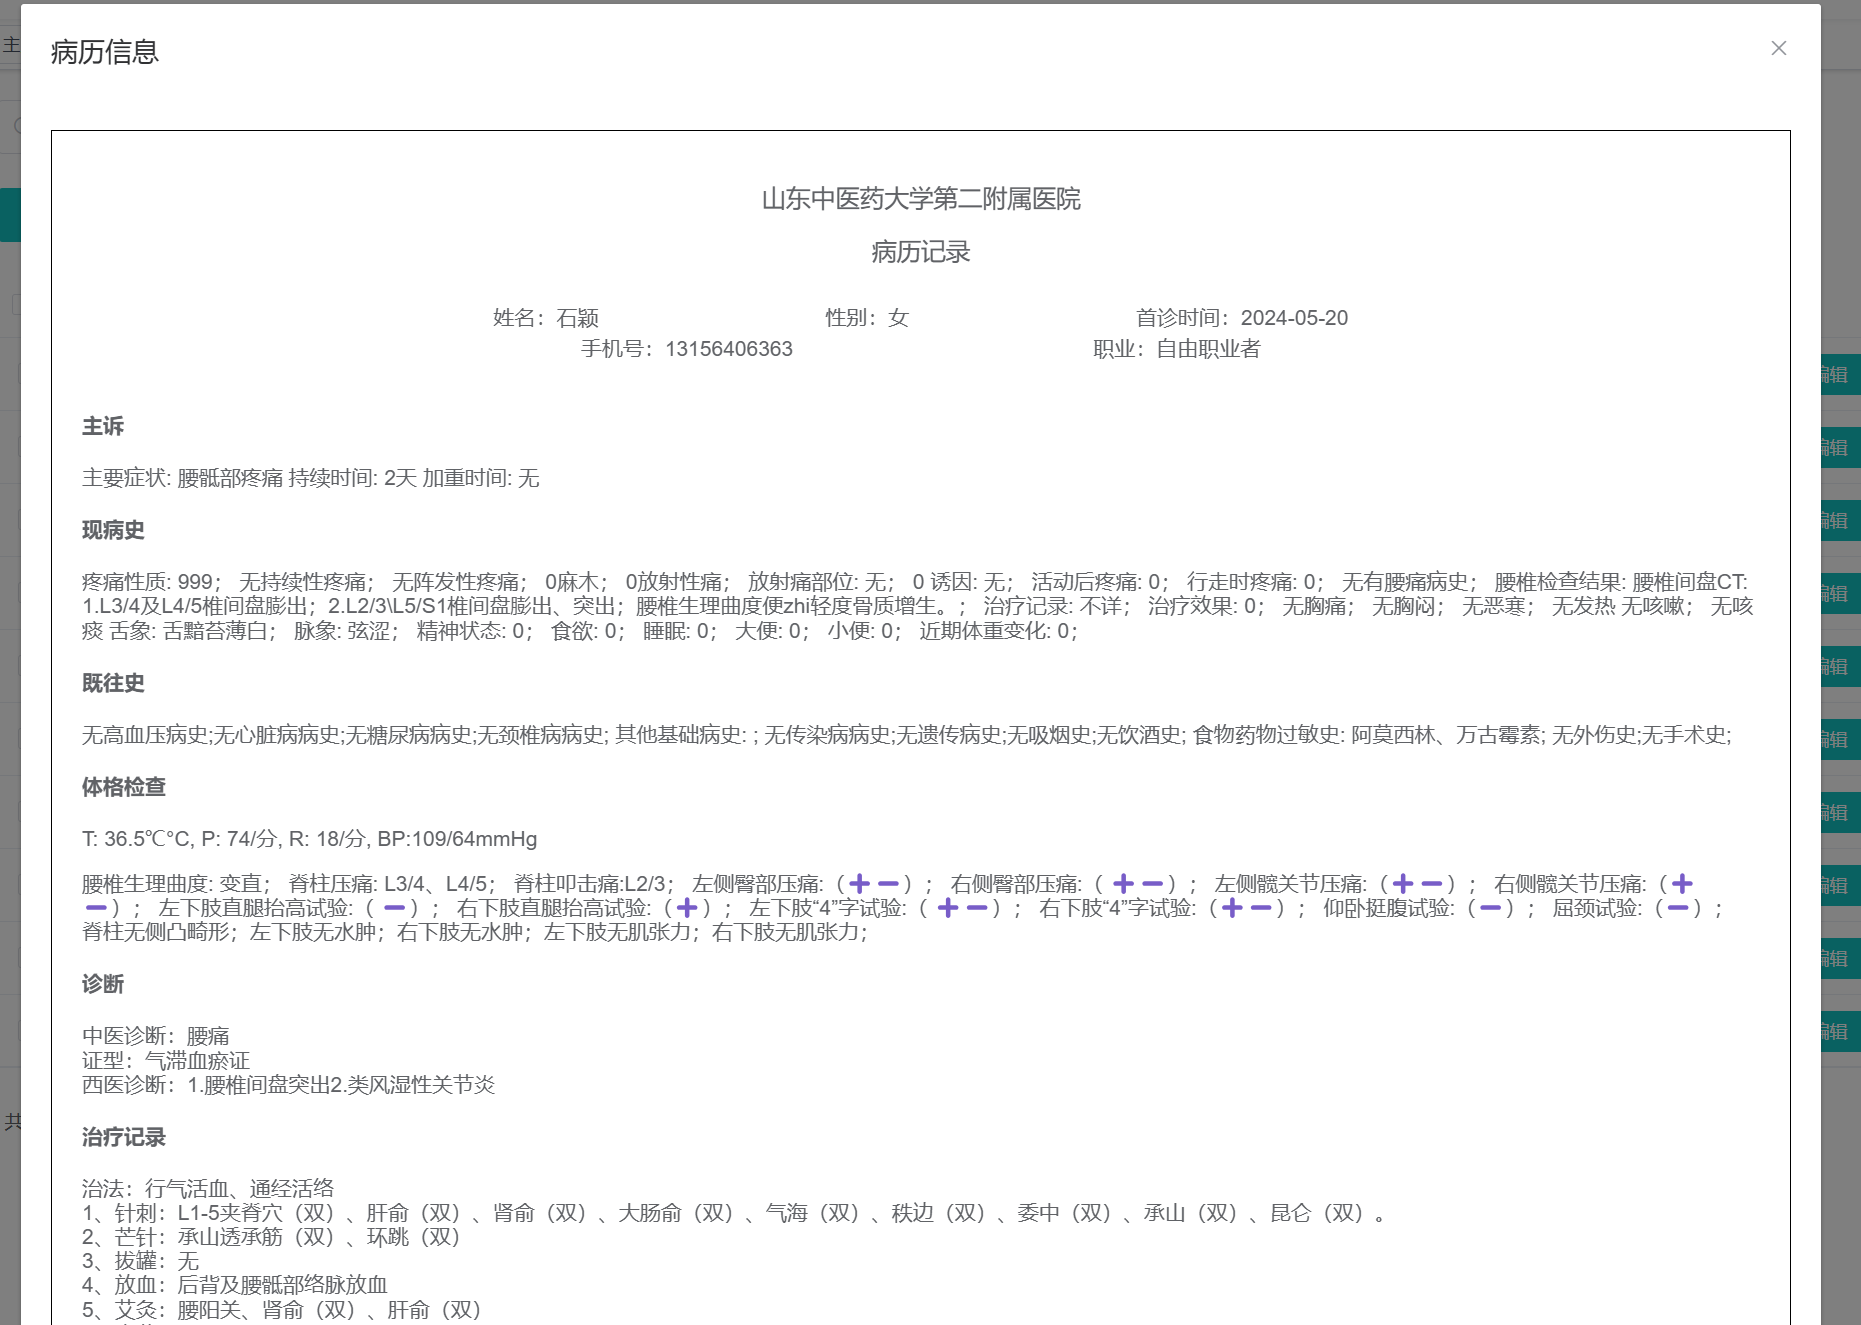 主
病历信息
山东中医药大学第二附属医院
病历记录
姓名：石颖 性别：女 首诊时间：2024-05-20
手机号：13156406363 职业：自由职业者
主诉
主要症状: 腰骶部疼痛 持续时间: 2天 加重时间: 无
现病史
疼痛性质: 999； 无持续性疼痛； 无阵发性疼痛； 0麻木； 0放射性痛； 放射痛部位: 无； 0 诱因: 无； 活动后疼痛: 0； 行走时疼痛: 0； 无有腰痛病史； 腰椎检查结果: 腰椎间盘CT:
1.L3/4及L4/5椎间盘膨出；2.L2/3\L5/S1椎间盘膨出、突出；腰椎生理曲度便zhi轻度骨质增生。； 治疗记录: 不详； 治疗效果: 0； 无胸痛； 无胸闷； 无恶寒； 无发热 无咳嗽； 无咳
痰 舌象: 舌黯苔薄白； 脉象: 弦涩； 精神状态: 0； 食欲: 0； 睡眠: 0； 大便: 0； 小便: 0； 近期体重变化: 0；
既往史
无高血压病史;无心脏病病史;无糖尿病病史;无颈椎病病史; 其他基础病史: ; 无传染病病史;无遗传病史;无吸烟史;无饮酒史; 食物药物过敏史: 阿莫西林、万古霉素; 无外伤史;无手术史;
体格检查
T: 36.5℃°C, P: 74/分, R: 18/分, BP:109/64mmHg
腰椎生理曲度: 变直； 脊柱压痛: L3/4、L4/5； 脊柱叩击痛:L2/3； 左侧臀部压痛:（➕➖）； 右侧臀部压痛:（ ➕➖）； 左侧髋关节压痛:（➕➖）； 右侧髋关节压痛:（➕
➖）； 左下肢直腿抬高试验:（ ➖）； 右下肢直腿抬高试验:（➕）； 左下肢“4”字试验:（ ➕➖）； 右下肢“4”字试验:（➕➖）； 仰卧挺腹试验:（➖）； 屈颈试验:（➖）；
脊柱无侧凸畸形；左下肢无水肿；右下肢无水肿；左下肢无肌张力；右下肢无肌张力；
诊断
中医诊断：腰痛
证型：气滞血瘀证
西医诊断：1.腰椎间盘突出2.类风湿性关节炎
治疗记录
治法：行气活血、通经活络
1、针刺：L1-5夹脊穴（双）、肝俞（双）、肾俞（双）、大肠俞（双）、气海（双）、秩边（双）、委中（双）、承山（双）、昆仑（双）。
2、芒针：承山透承筋（双）、环跳（双）
3、拔罐：无
4、放血：后背及腰骶部络脉放血
5、艾灸：腰阳关、肾俞（双）、肝俞（双）
编辑
编辑
编辑
编辑
编辑
编辑
编辑
编辑
编辑
编辑
共